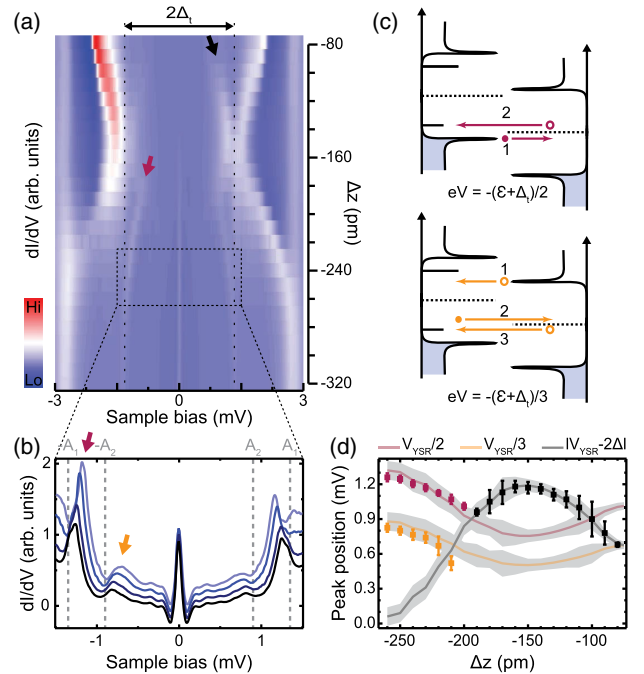 (a)
2Δt
dI/dV (arb. units)
Hi
Lo
-80
-160
-240
-320
Δz (pm)
-3
0
3
Sample bias (mV)
(b)
-A1
-A2
A2
A1
2
1
0
dI/dV (arb. units)
-1
0
1
Sample bias (mV)
(c)
2
1
eV = -(Ɛ+Δt)/2
1
2
3
eV = -(Ɛ+Δt)/3
(d)
VYSR/2
VYSR/3
IVYSR-2ΔI
1.2
0.9
0.6
0.3
0.0
Peak position (mV)
-250
-200
-150
-100
Δz (pm)